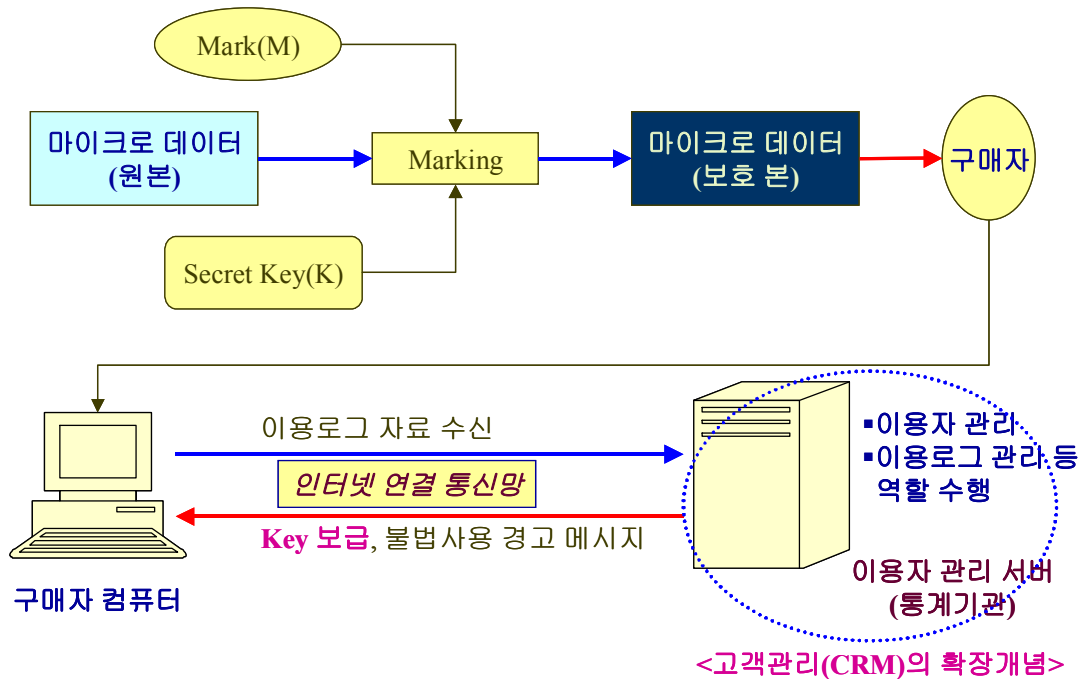 Mark(M)
마이크로 데이터
(원본)
Marking
마이크로 데이터
(보호 본)
구매자
Secret Key(K)
이용로그 자료 수신
인터넷 연결 통신망
Key 보급, 불법사용 경고 메시지
구매자 컴퓨터
▪이용자 관리
▪이용로그 관리 등
역할 수행
이용자 관리 서버
(통계기관)
<고객관리(CRM)의 확장개념>